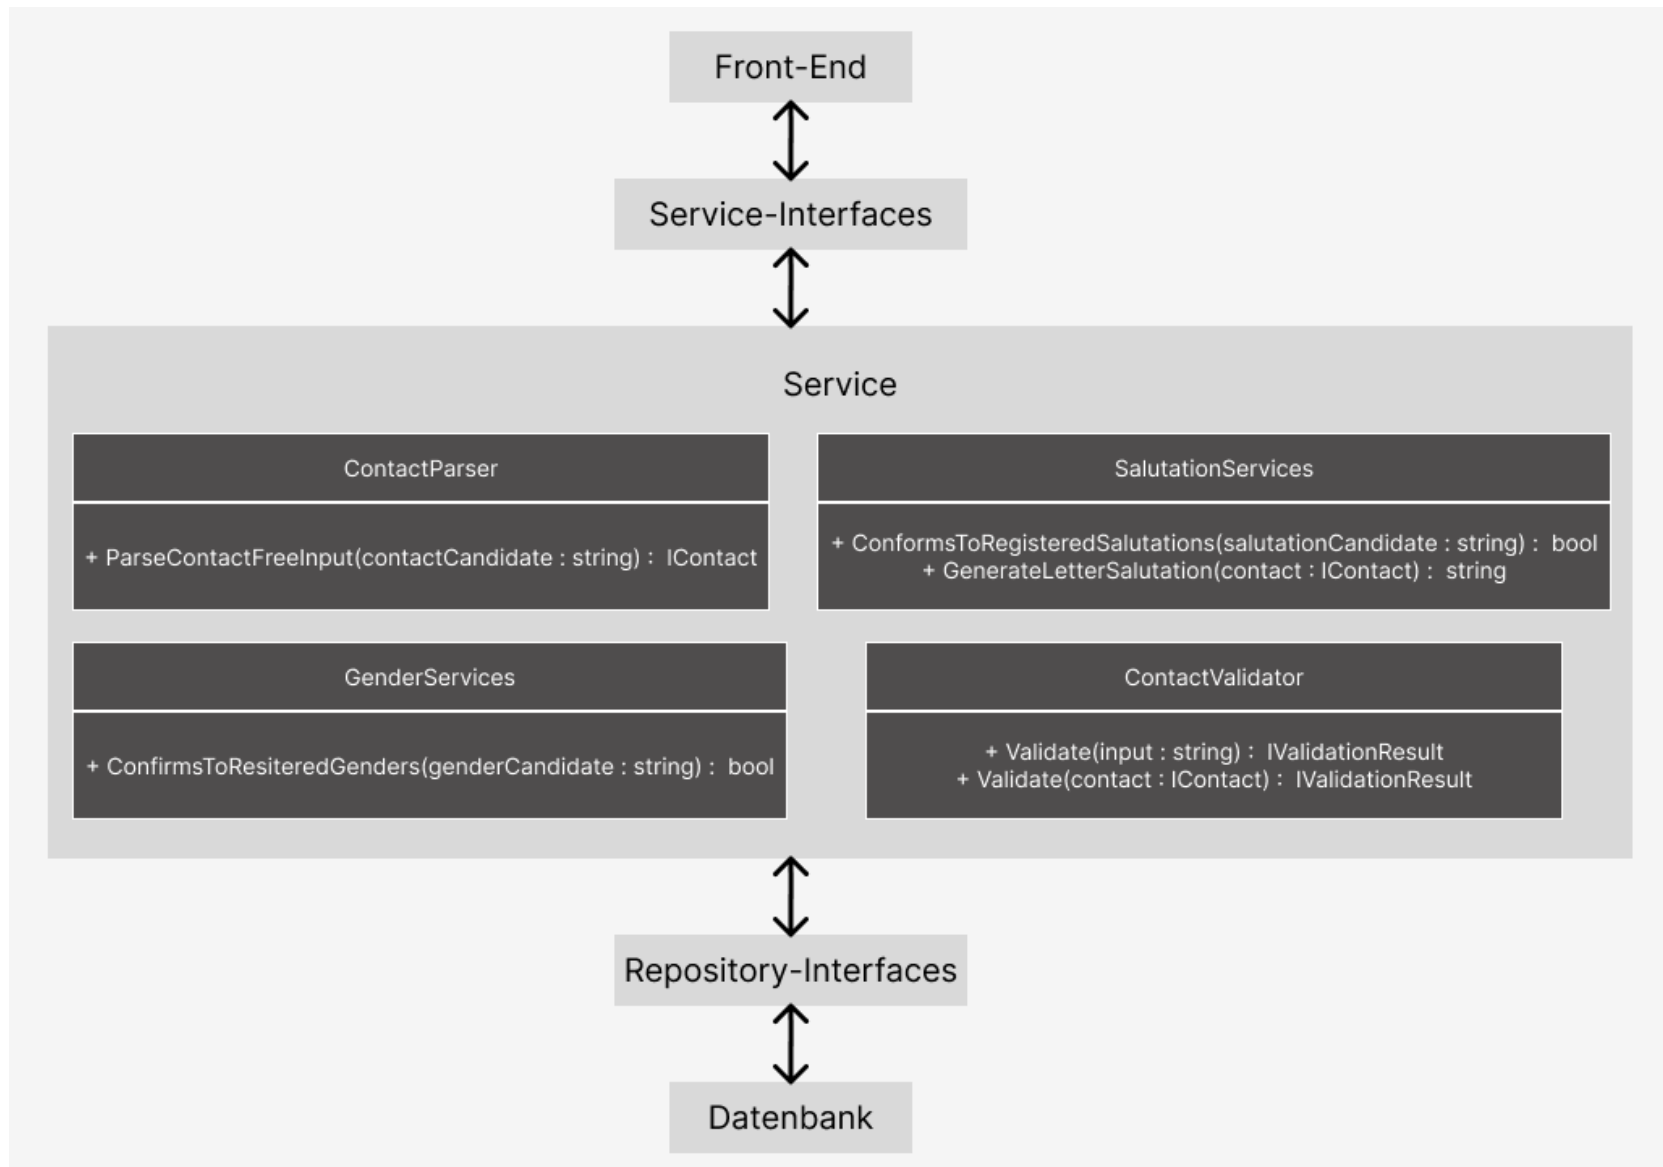 Front-End
Service-Interfaces
Service
ContactParser
+ ParseContactFreeInput(contactCandidate : string) : IContact
SalutationServices
+ ConformsToRegisteredSalutations(salutationCandidate : string) : bool
+ GenerateLetterSalutation(contact : IContact) : string
GenderServices
+ ConfirmsToResiteredGenders(genderCandidate : string) : bool
ContactValidator
+ Validate(input : string) : IValidationResult
+ Validate(contact : IContact) : IValidationResult
Repository-Interfaces
Datenbank